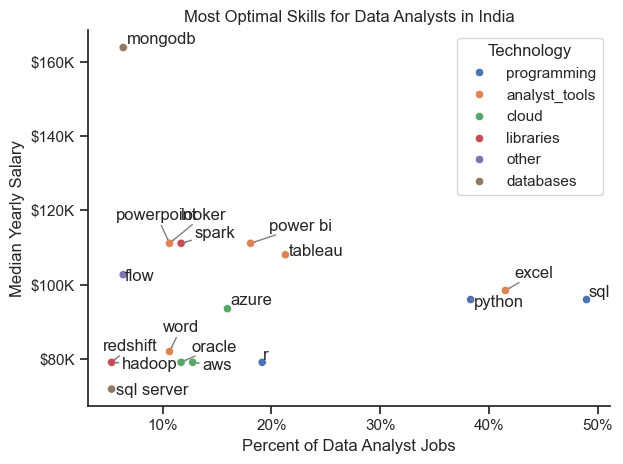 Most Optimal Skills for Data Analysts in India
mongodb
$160K
$140K
$120K
$100K
$80K
Median Yearly Salary
Technology
programming
analyst_tools
cloud
libraries
other
databases
powerpoint
looker
spark
power bi
tableau
flow
excel
azure
python
sql
word
redshift
oracle
r
hadoop
aws
sql server
10%
20%
30%
40%
50%
Percent of Data Analyst Jobs